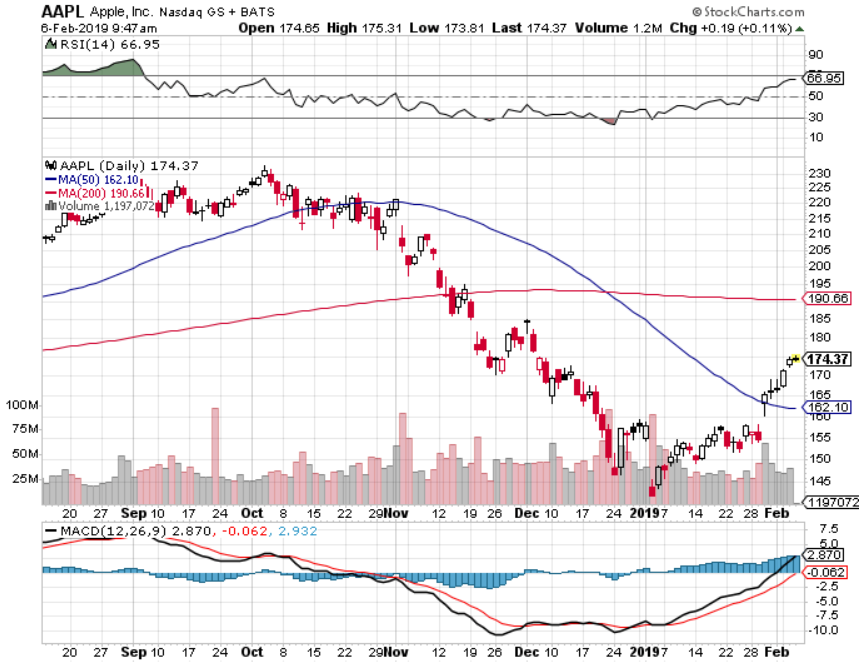 AAPL Apple, Inc. Nasdaq GS + BATS
© StockCharts.com
6-Feb-2019 9:47am
Open 174.65 High 175.31 Low 173.81 Last 174.37 Volume 1.2M Chg +0.19 (+0.11%)
RSI(14) 66.95
90
66.95
50
30
10
AAPL (Daily) 174.37
MA(50) 162.10
MA(200) 190.66
Volume 1,197,072
230
225
220
215
210
205
200
195
190.66
185
180
174.37
170
165
162.10
160
155
150
145
1197072
100M
75M
50M
25M
20 27 Sep 10 17 24 Oct 8 15 22 29 Nov 5 12 19 26 Dec 10 17 24 2019 7 14 22 28 Feb
MACD(12,26,9) 2.870, -0.062, 2.932
7.5
5.0
2.870
-0.062
-2.5
-5.0
-7.5
-10.0
20 27 Sep 10 17 24 Oct 8 15 22 29 Nov 5 12 19 26 Dec 10 17 24 2019 7 14 22 28 Feb